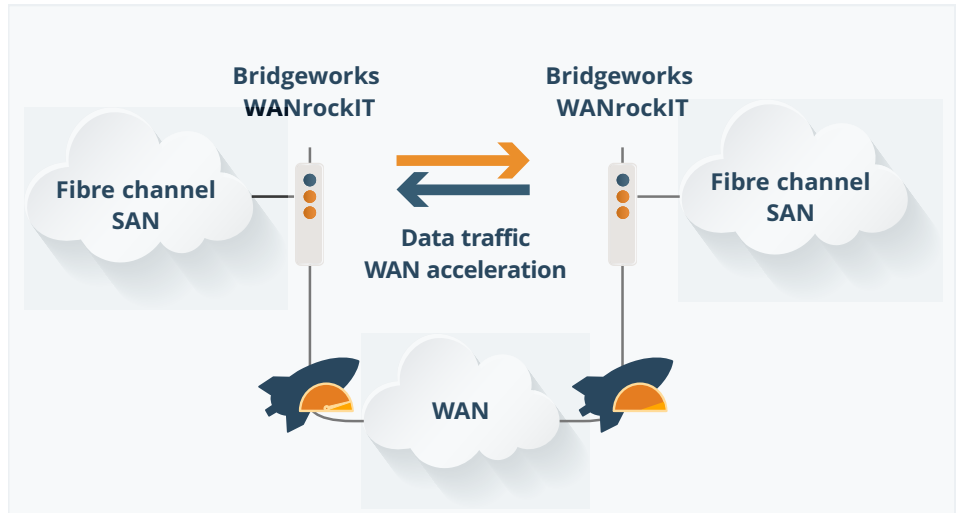 Bridgeworks
WANrockIT
Bridgeworks
WANrockIT
Fibre channel
SAN
Fibre channel
SAN
Data traffic
WAN acceleration
WAN